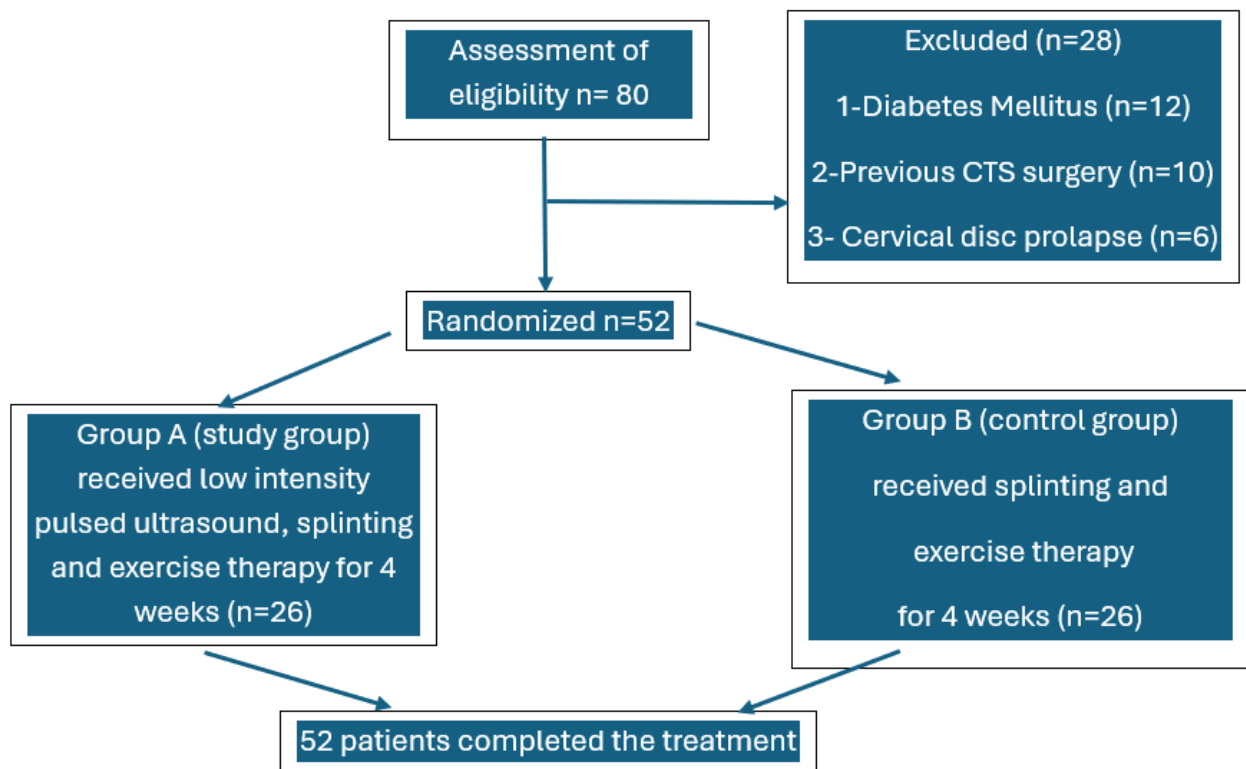 Assessment of
eligibility n= 80
Excluded (n=28)
1-Diabetes Mellitus (n=12)
2-Previous CTS surgery (n=10)
3- Cervical disc prolapse (n=6)
Randomized n=52
Group A (study group)
received low intensity
pulsed ultrasound, splinting
and exercise therapy for 4
weeks (n=26)
Group B (control group)
received splinting and
exercise therapy
for 4 weeks (n=26)
52 patients completed the treatment